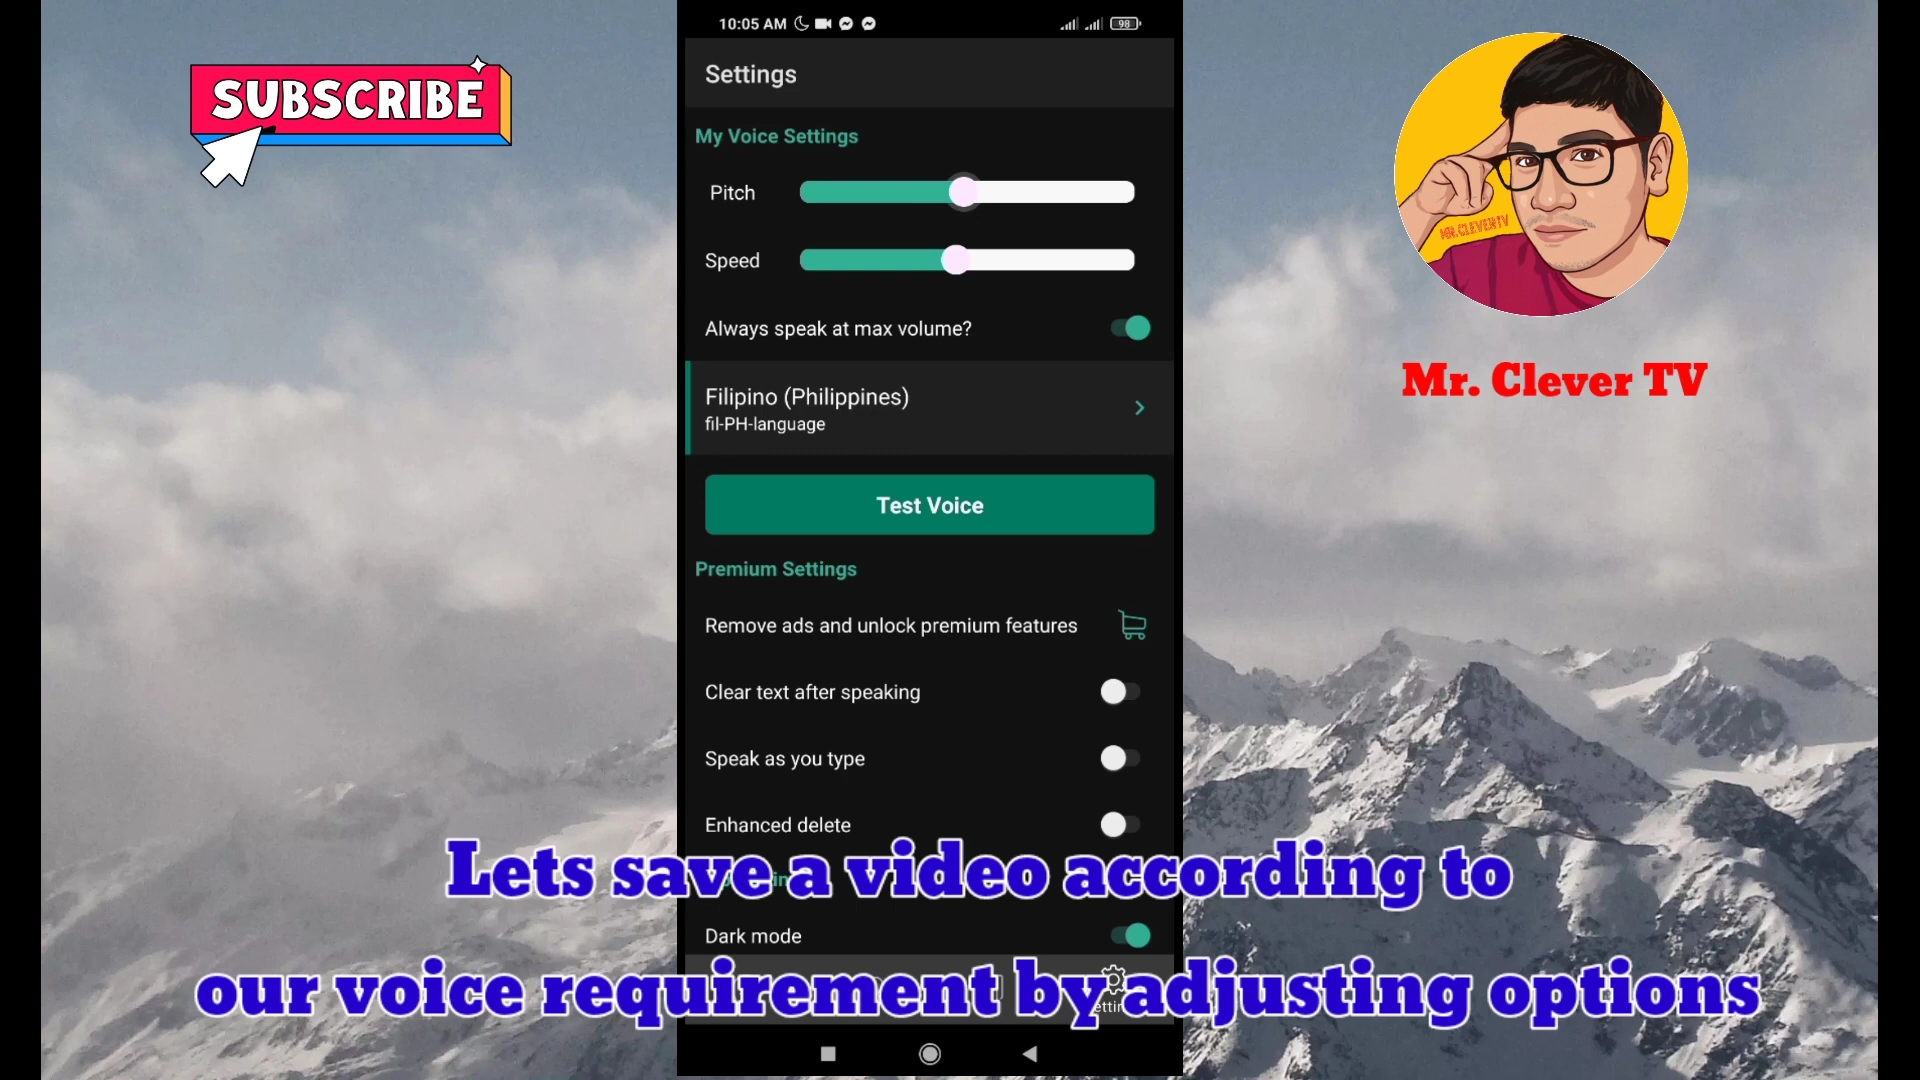 SUBSCRIBE
10:05 AM
98
Settings
My Voice Settings
Pitch
Speed
Always speak at max volume?
Filipino (Philippines)
fil-PH-language
Test Voice
Premium Settings
Remove ads and unlock premium features
Clear text after speaking
Speak as you type
Enhanced delete
Dark mode
MR.CLEVERTV
Mr. Clever TV
Lets save a video according to
our voice requirement by adjusting options